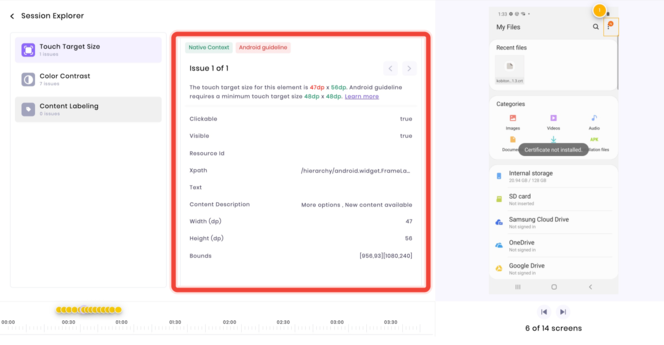 Session Explorer
Touch Target Size
1 issues
Color Contrast
3 issues
Content Labeling
0 issues
Native Context
Android guideline
Issue 1 of 1
The touch target size for this element is 47dp x 56dp. Android guideline
requires a minimum touch target size 48dp x 48dp. Learn more
Clickable true
Visible true
Resource Id
Xpath /hierarchy/android.widget.FrameLa...
Text
Content Description More options , New content available
Width (dp) 47
Height (dp) 56
Bounds [958,93][1080,240]
1:33
1
My Files
Recent files
Categories
Images
Videos
Audio
Docume
APK
llation files
Certificate not installed.
Internal storage
SD card
Not inserted
Samsung Cloud Drive
Not signed in
OneDrive
Not signed in
Google Drive
Not signed in
00:00 00:30 01:00 01:30 02:00 02:30 03:00 03:30
6 of 14 screens